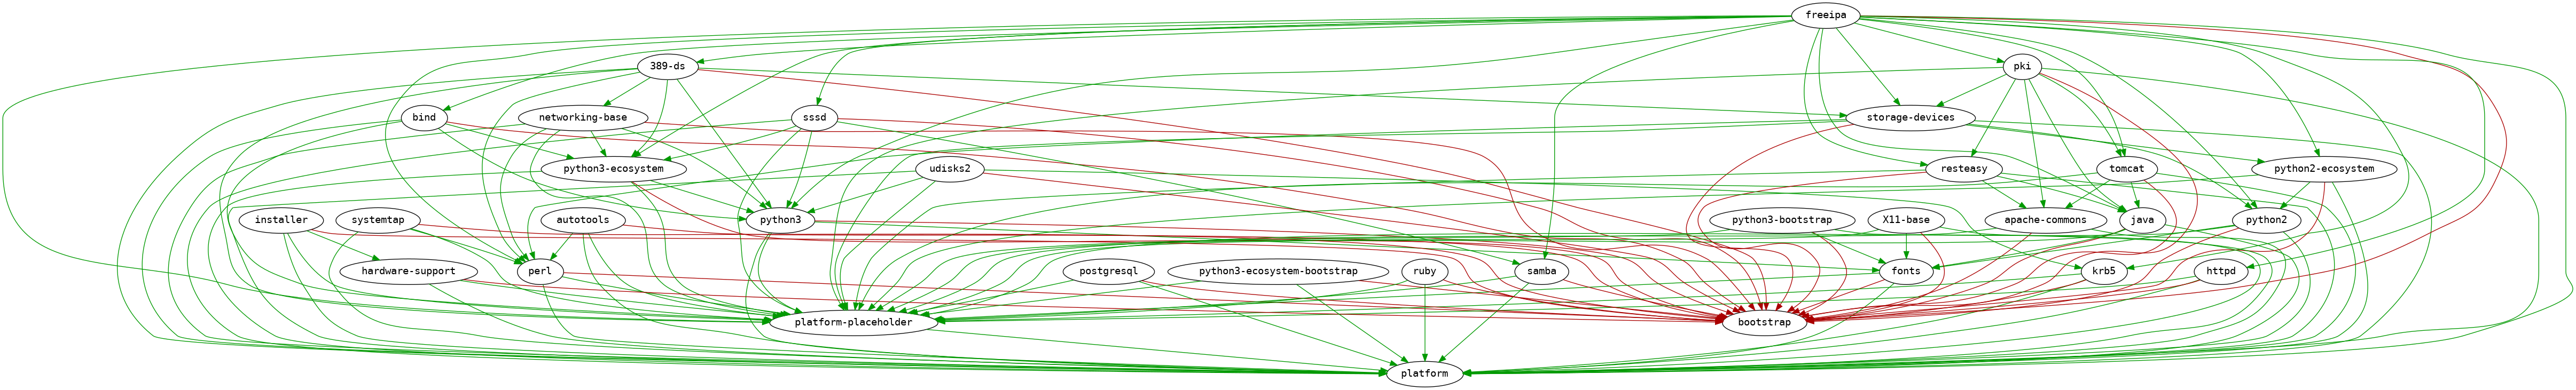 freeipa
389-ds
pki
bind
networking-base
sssd
storage-devices
python3-ecosystem
udisks2
resteasy
tomcat
python2-ecosystem
installer
systemtap
autotools
python3
python3-bootstrap
X11-base
apache-commons
java
python2
hardware-support
perl
postgresql
python3-ecosystem-bootstrap
ruby
samba
fonts
krb5
httpd
platform-placeholder
bootstrap
platform